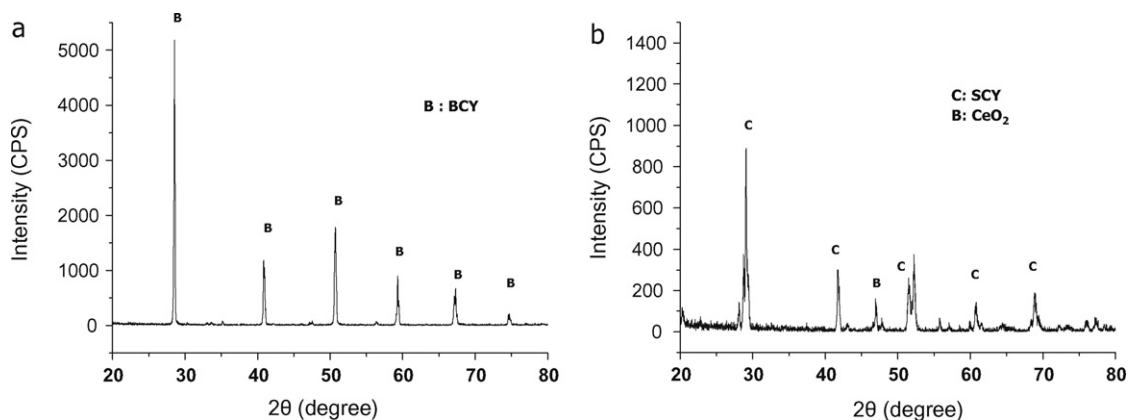 a
B
B : BCY
B
B
B
B
B
5000
4000
3000
2000
1000
0
Intensity (CPS)
20 30 40 50 60 70 80
2θ (degree)
b
C: SCY
B: CeO₂
C
C
B
C
C
C
1400
1200
1000
800
600
400
200
0
Intensity (CPS)
20 30 40 50 60 70 80
2θ (degree)